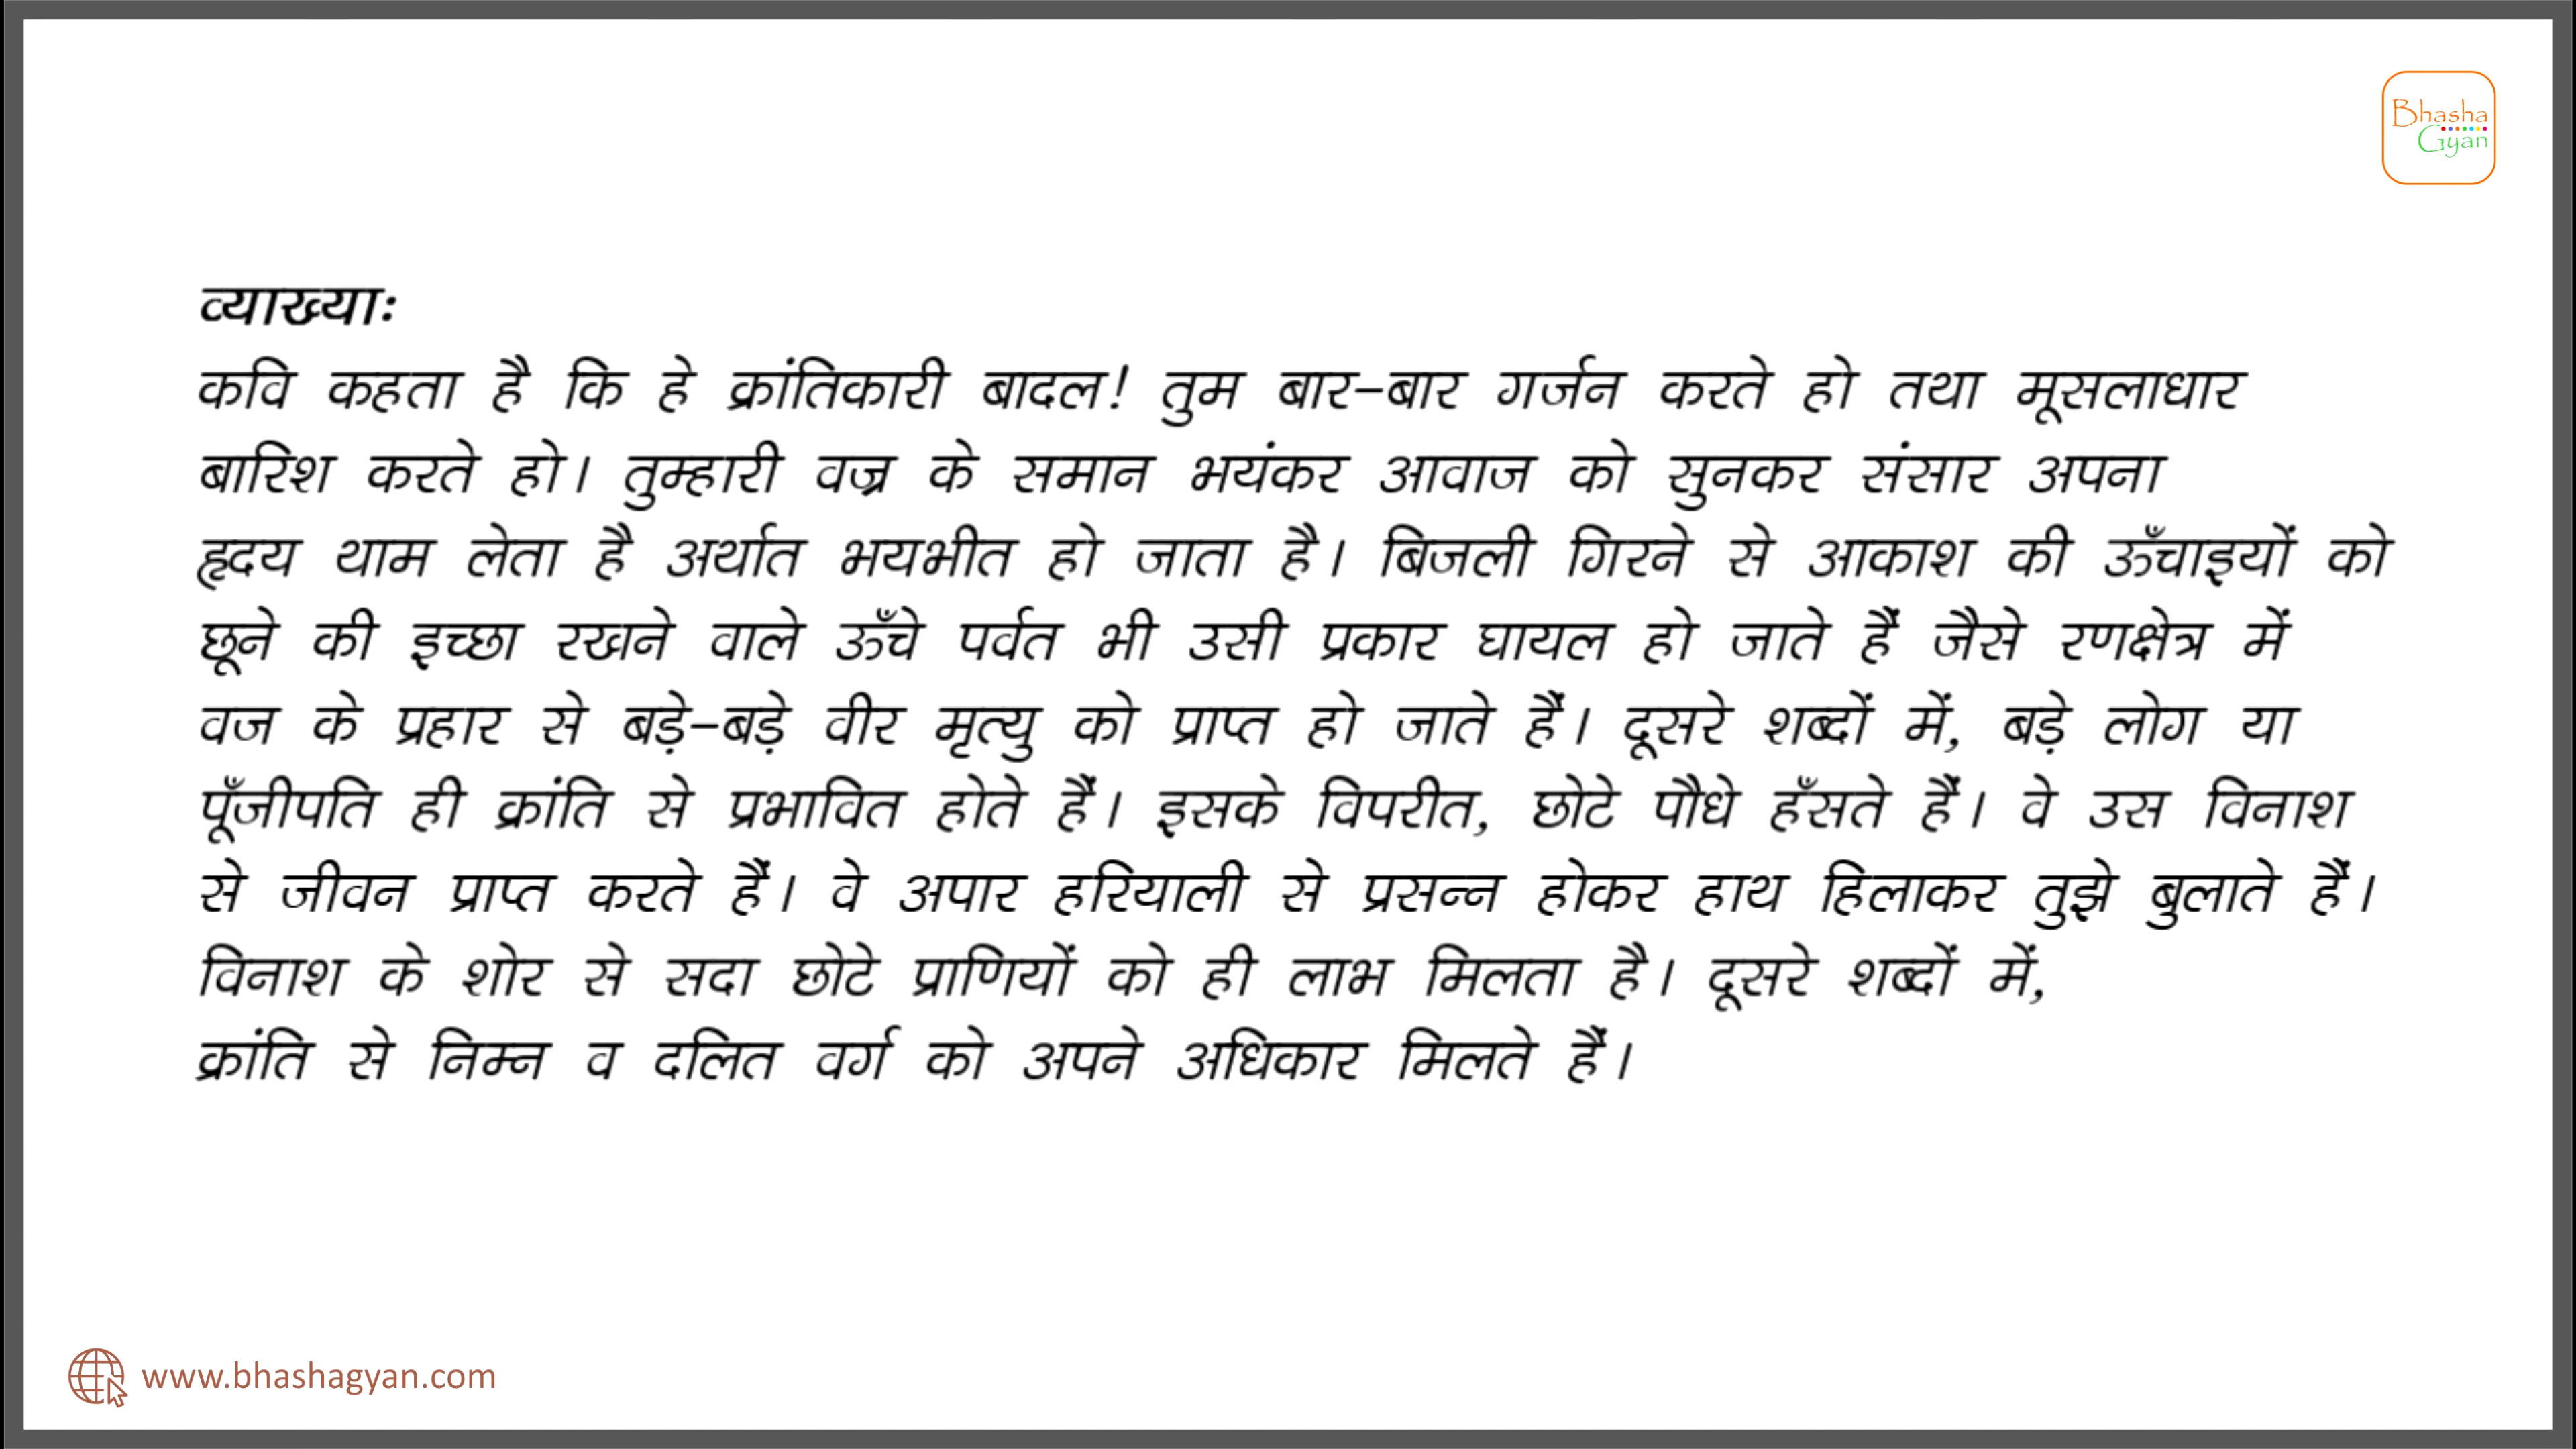 Bhasha
Gyan
व्याख्याः
कवि कहता है कि हे क्रांतिकारी बादल! तुम बार-बार गर्जन करते हो तथा मूसलाधार
बारिश करते हो। तुम्हारी वज्र के समान भयंकर आवाज को सुनकर संसार अपना
हृदय थाम लेता है अर्थात भयभीत हो जाता है। बिजली गिरने से आकाश की ऊँचाइयों को
छूने की इच्छा रखने वाले ऊँचे पर्वत भी उसी प्रकार घायल हो जाते हैं जैसे रणक्षेत्र में
वज के प्रहार से बड़े-बड़े वीर मृत्यु को प्राप्त हो जाते हैं। दूसरे शब्दों में, बड़े लोग या
पूँजीपति ही क्रांति से प्रभावित होते हैं। इसके विपरीत, छोटे पौधे हँसते हैं। वे उस विनाश
से जीवन प्राप्त करते हैं। वे अपार हरियाली से प्रसन्न होकर हाथ हिलाकर तुझे बुलाते हैं।
विनाश के शोर से सदा छोटे प्राणियों को ही लाभ मिलता है। दूसरे शब्दों में,
क्रांति से निम्न व दलित वर्ग को अपने अधिकार मिलते हैं।
www.bhashagyan.com